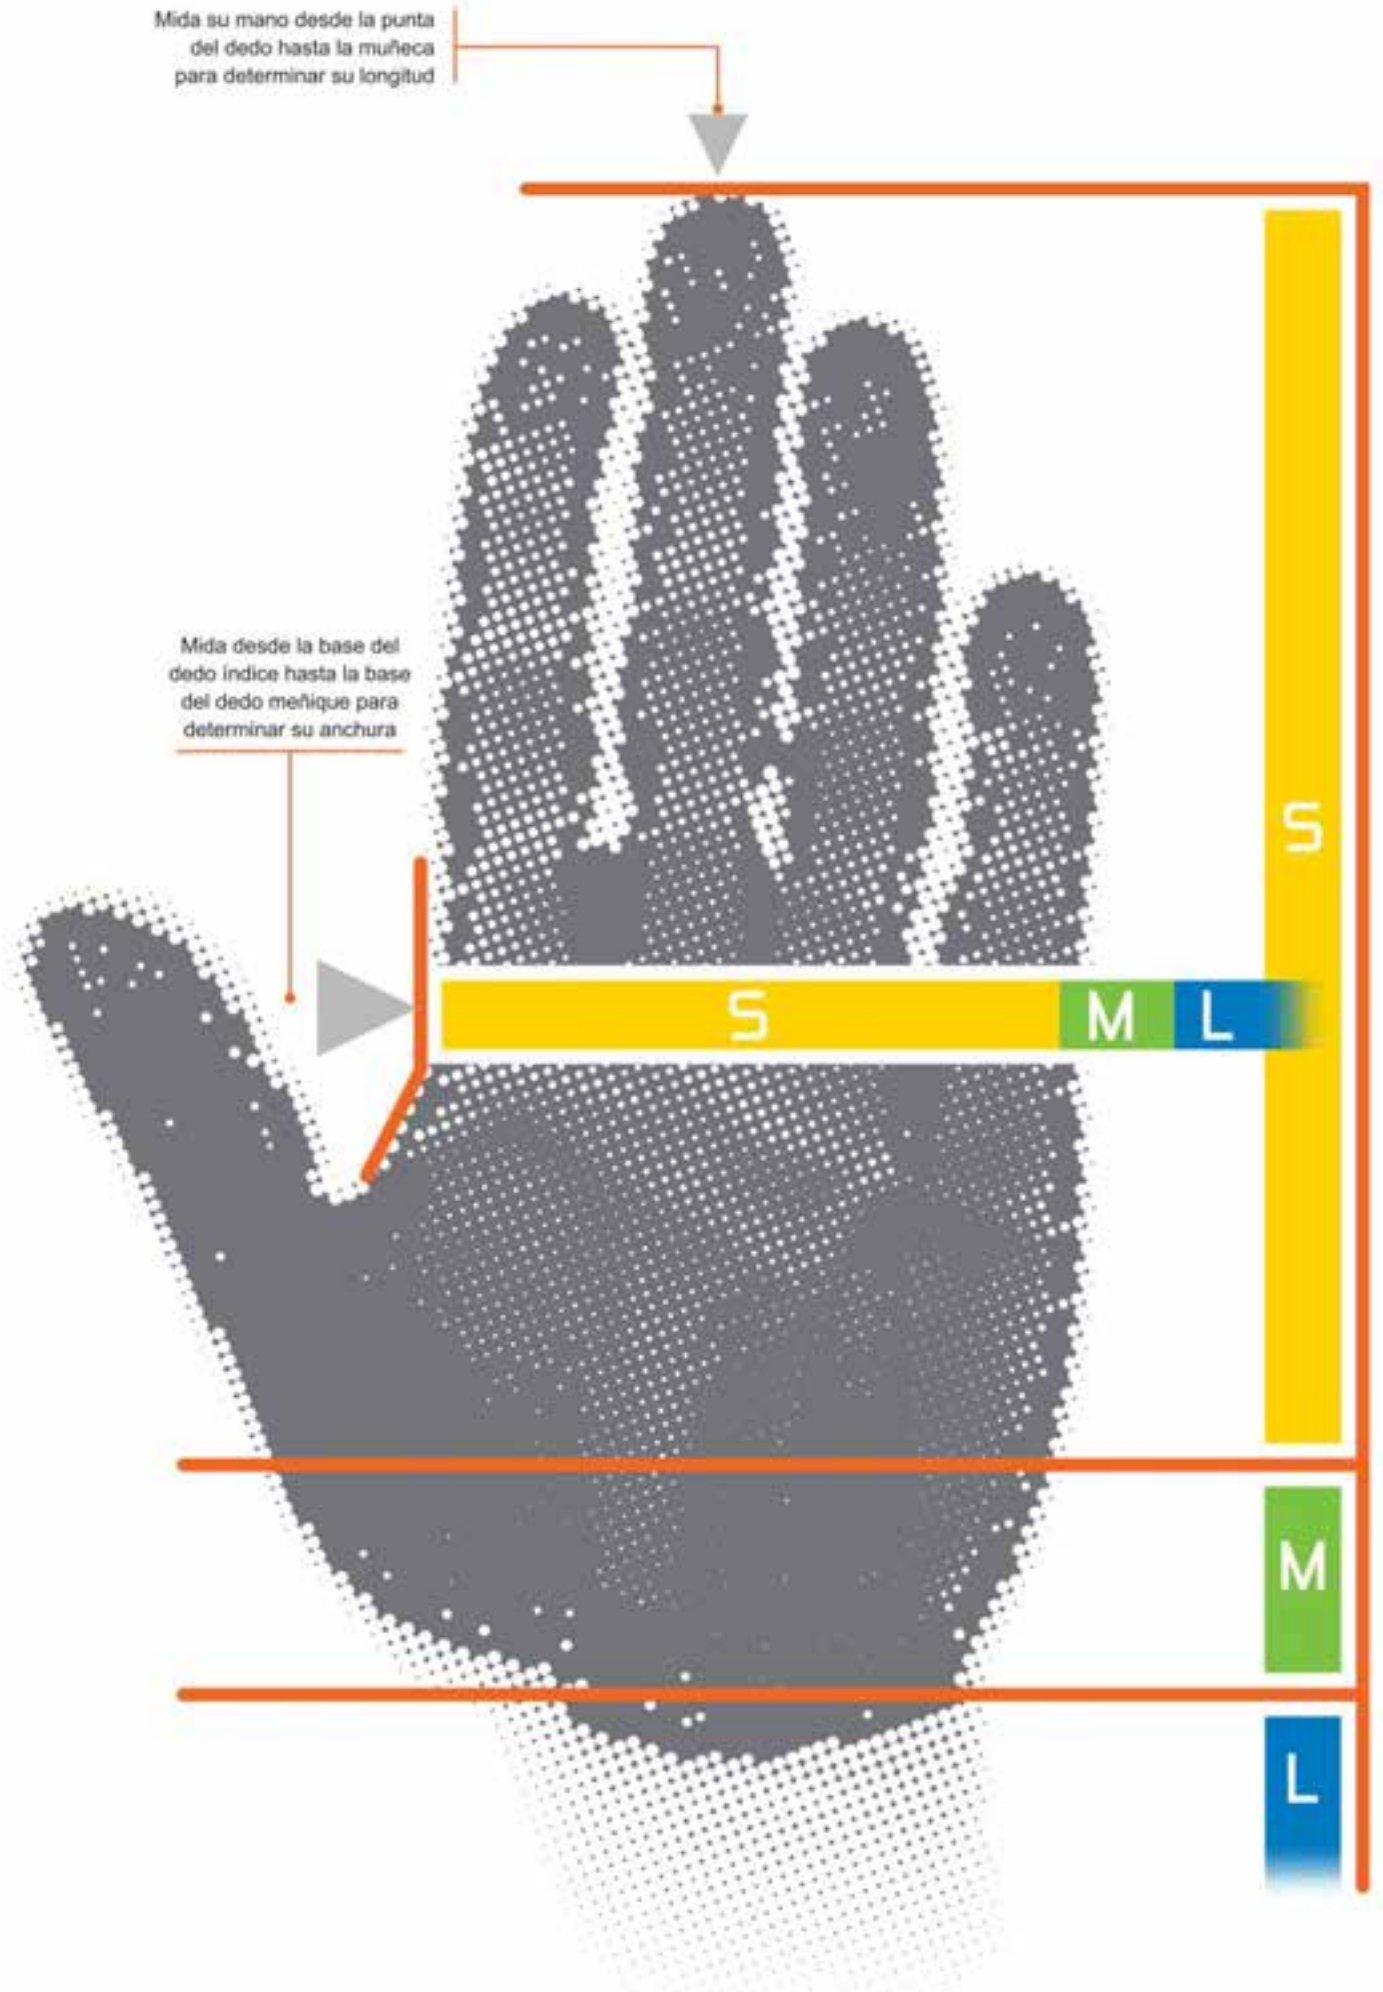 Mida su mano desde la punta
del dedo hasta la muñeca
para determinar su longitud
Mida desde la base del
dedo índice hasta la base
del dedo meñique para
determinar su anchura
S
S M L
M
L